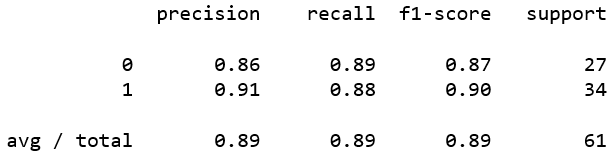 precision recall f1-score support
0 0.86 0.89 0.87 27
1 0.91 0.88 0.90 34
avg / total 0.89 0.89 0.89 61